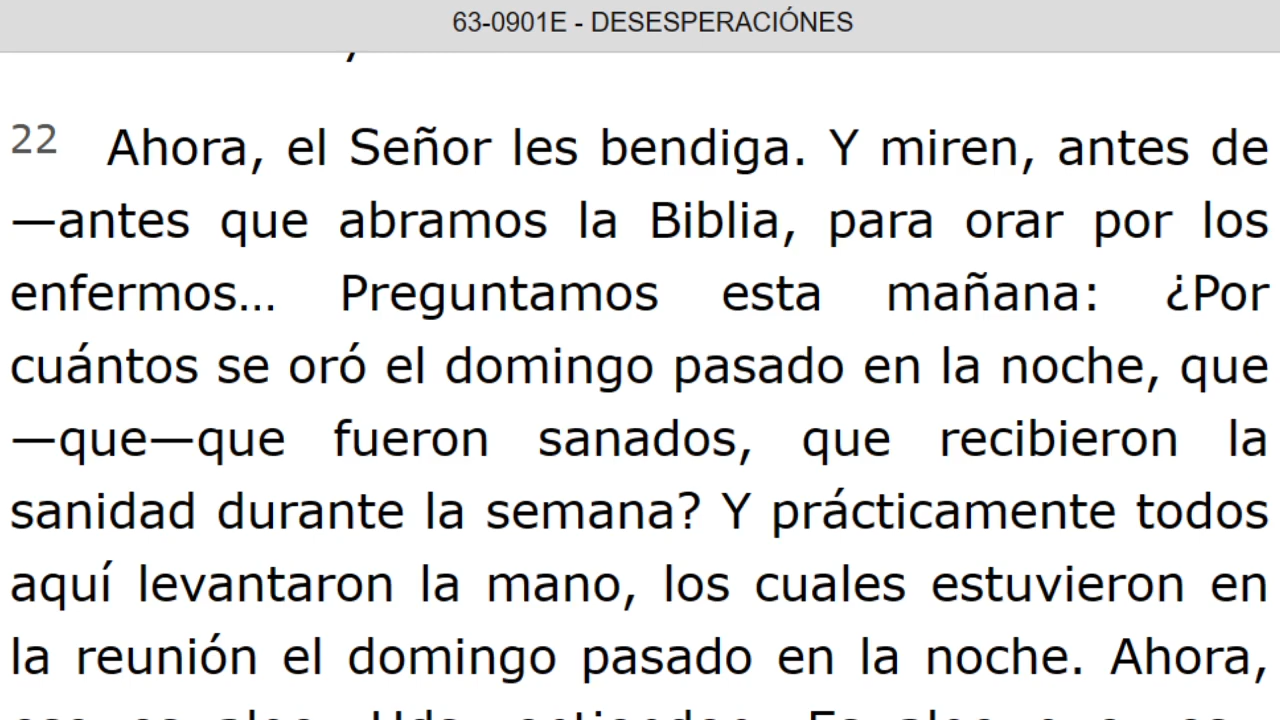 63-0901E - DESESPERACIÓNES
22 Ahora, el Señor les bendiga. Y miren, antes de
—antes que abramos la Biblia, para orar por los
enfermos... Preguntamos esta mañana: ¿Por
cuántos se oró el domingo pasado en la noche, que
—que—que fueron sanados, que recibieron la
sanidad durante la semana? Y prácticamente todos
aquí levantaron la mano, los cuales estuvieron en
la reunión el domingo pasado en la noche. Ahora,